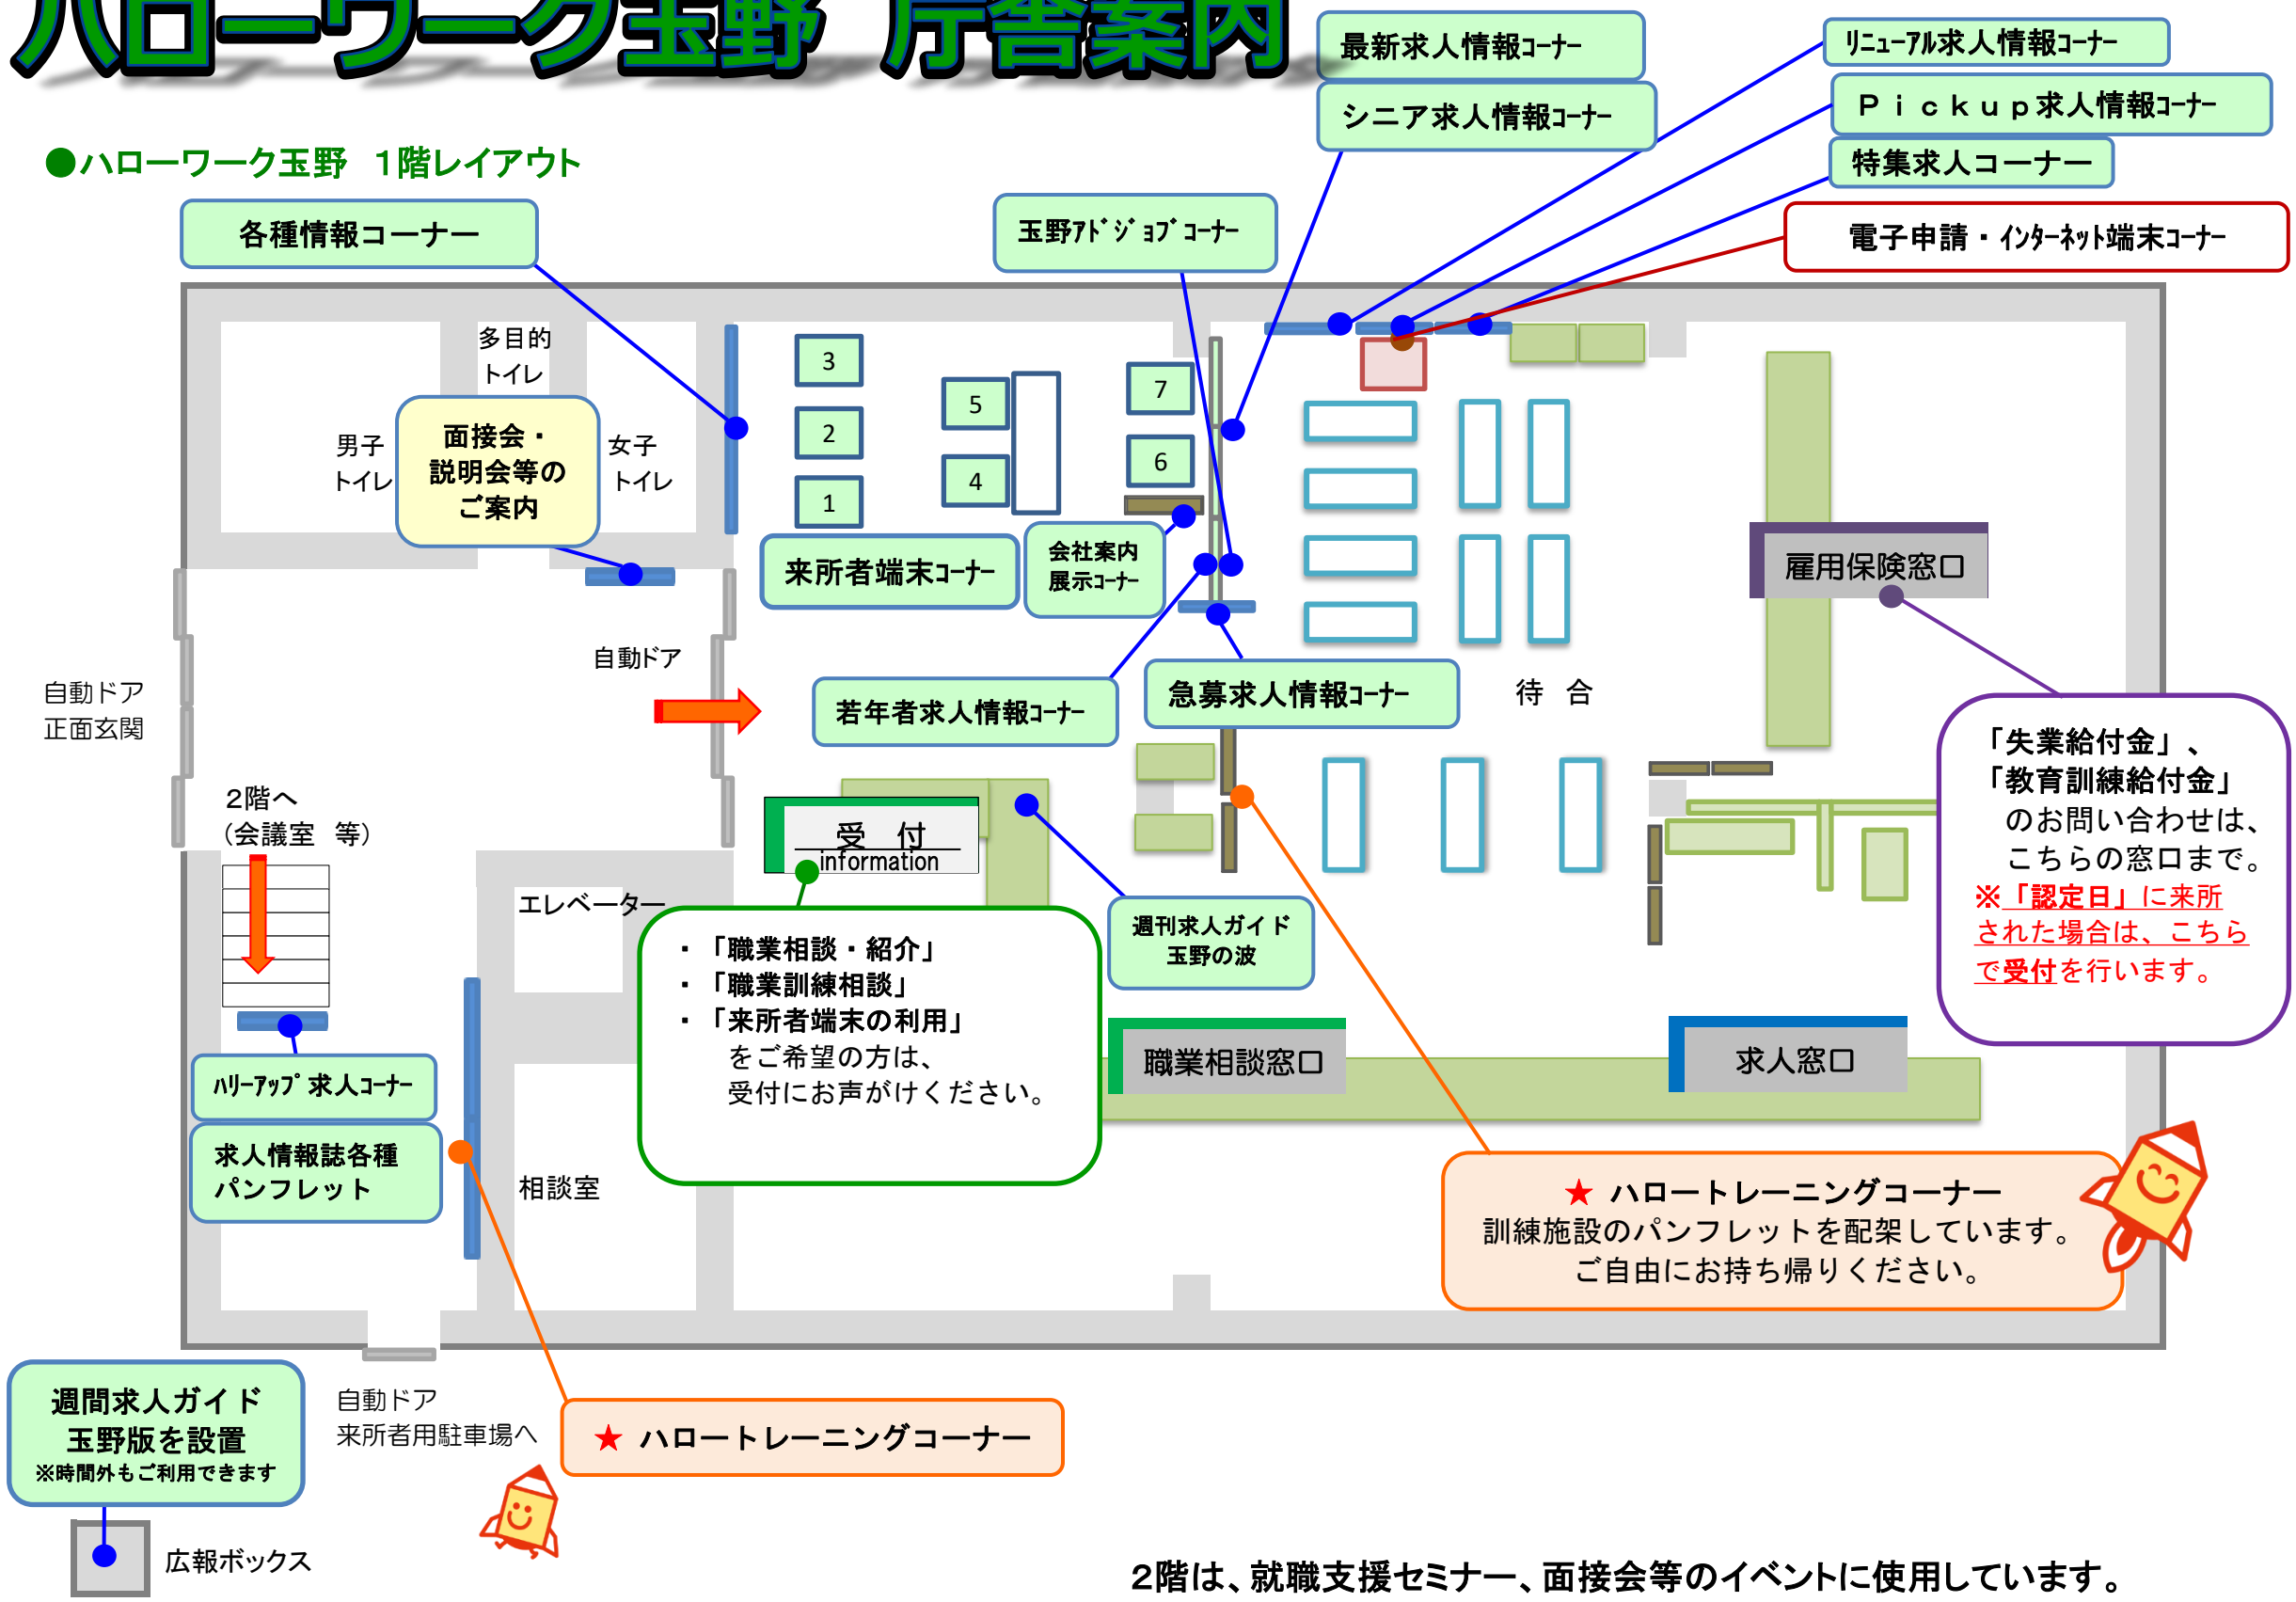 ハローワーク玉野　庁舎案内
最新求人情報ｺｰﾅｰ
シニア求人情報ｺｰﾅｰ
ﾘﾆｭｰｱﾙ求人情報ｺｰﾅｰ
Ｐｉｃｋｕｐ求人情報ｺｰﾅｰ
特集求人コーナー
電子申請・ｲﾝﾀｰﾈｯﾄ端末ｺｰﾅｰ
●ハローワーク玉野　１階レイアウト
各種情報コーナー
玉野ｱﾄﾞｼﾞｮﾌﾞｺｰﾅｰ
多目的
トイレ
男子
トイレ
面接会・
説明会等の
ご案内
女子
トイレ
3
2
1
5
4
7
6
来所者端末ｺｰﾅｰ
会社案内
展示ｺｰﾅｰ
雇用保険窓口
自動ドア
自動ドア
正面玄関
若年者求人情報ｺｰﾅｰ
急募求人情報ｺｰﾅｰ
待　合
「失業給付金」、
「教育訓練給付金」
のお問い合わせは、
こちらの窓口まで。
※「認定日」に来所
された場合は、こちら
で受付を行います。
２階へ
（会議室　等）
受　付
information
エレベーター
・「職業相談・紹介」
・「職業訓練相談」
・「来所者端末の利用」
をご希望の方は、
受付にお声がけください。
週刊求人ガイド
玉野の波
職業相談窓口
求人窓口
ﾊﾘｰｱｯﾌﾟ求人ｺｰﾅｰ
求人情報誌各種
パンフレット
相談室
★ ハロートレーニングコーナー
訓練施設のパンフレットを配架しています。
ご自由にお持ち帰りください。
週間求人ガイド
玉野版を設置
※時間外もご利用できます
自動ドア
来所者用駐車場へ
★ ハロートレーニングコーナー
広報ボックス
２階は、就職支援セミナー、面接会等のイベントに使用しています。